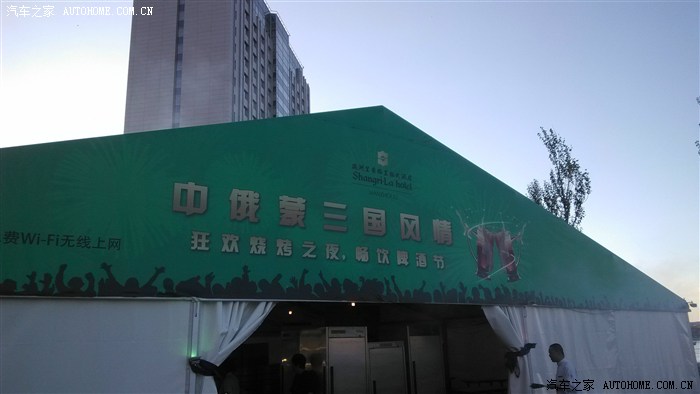 汽车之家 AUTOHOME.COM.CN
Shangri-La hotel
中俄蒙三国风情
狂欢烧烤之夜,畅饮啤酒节
费Wi-Fi无线上网
汽车之家 AUTOHOME.COM.CN